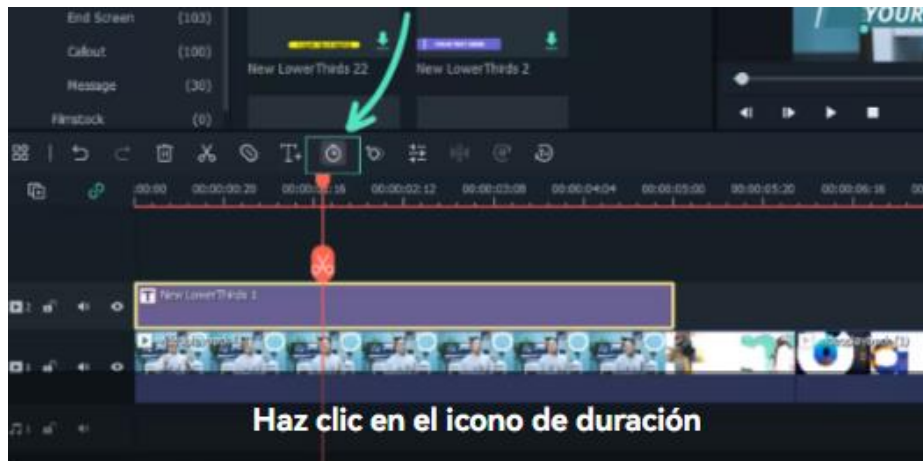 End Screen (103)
YOUR
Callout (100)
New LowerThirds 22 New LowerThirds 2
Message (30)
Filmstock (0)
00:00:00:20 00:00:02:12 00:00:03:08 00:00:04:04 00:00:05:00 00:00:05:20 00:00:06:16
T New LowerThirds 1
Haz clic en el icono de duración